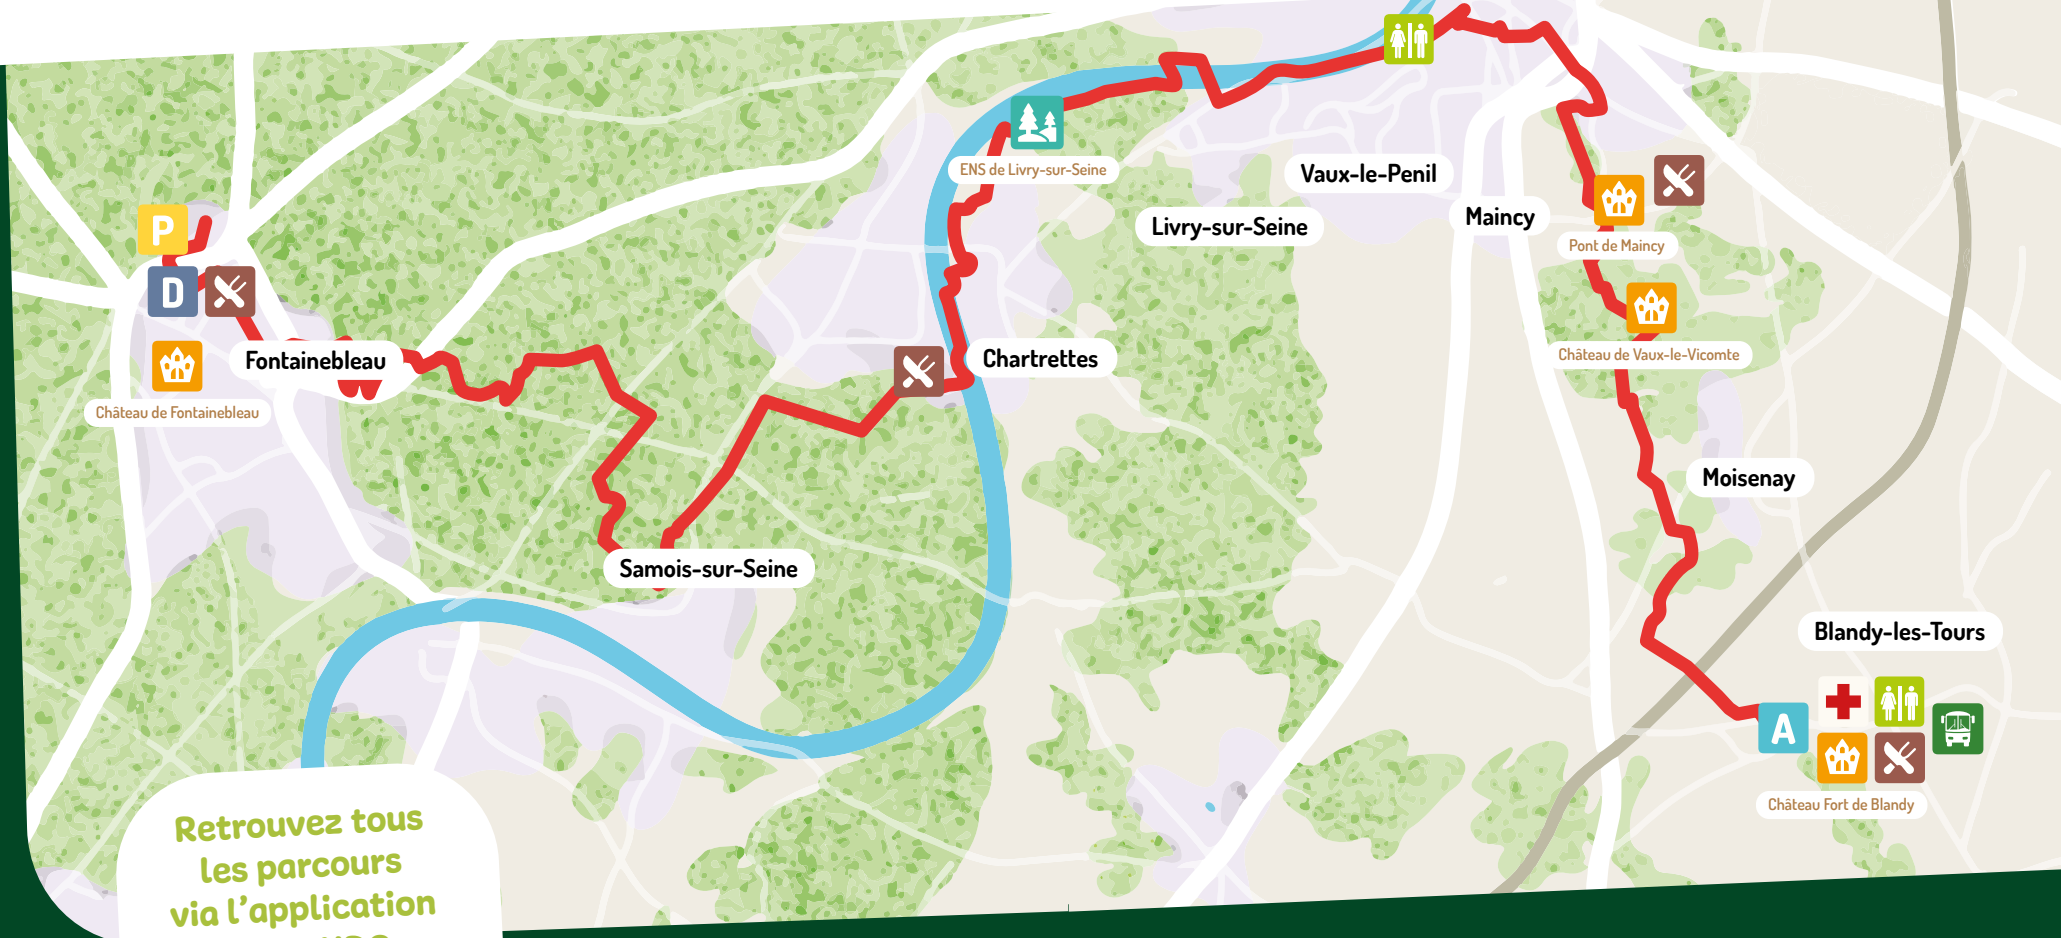 ENS de Livry-sur-Seine
Vaux-le-Penil
Livry-sur-Seine
Maincy
Pont de Maincy
P
D
Fontainebleau
Château de Fontainebleau
Chartrettes
Château de Vaux-le-Vicomte
Moisenay
Samois-sur-Seine
Blandy-les-Tours
A
Château Fort de Blandy
Retrouvez tous
les parcours
via l'application